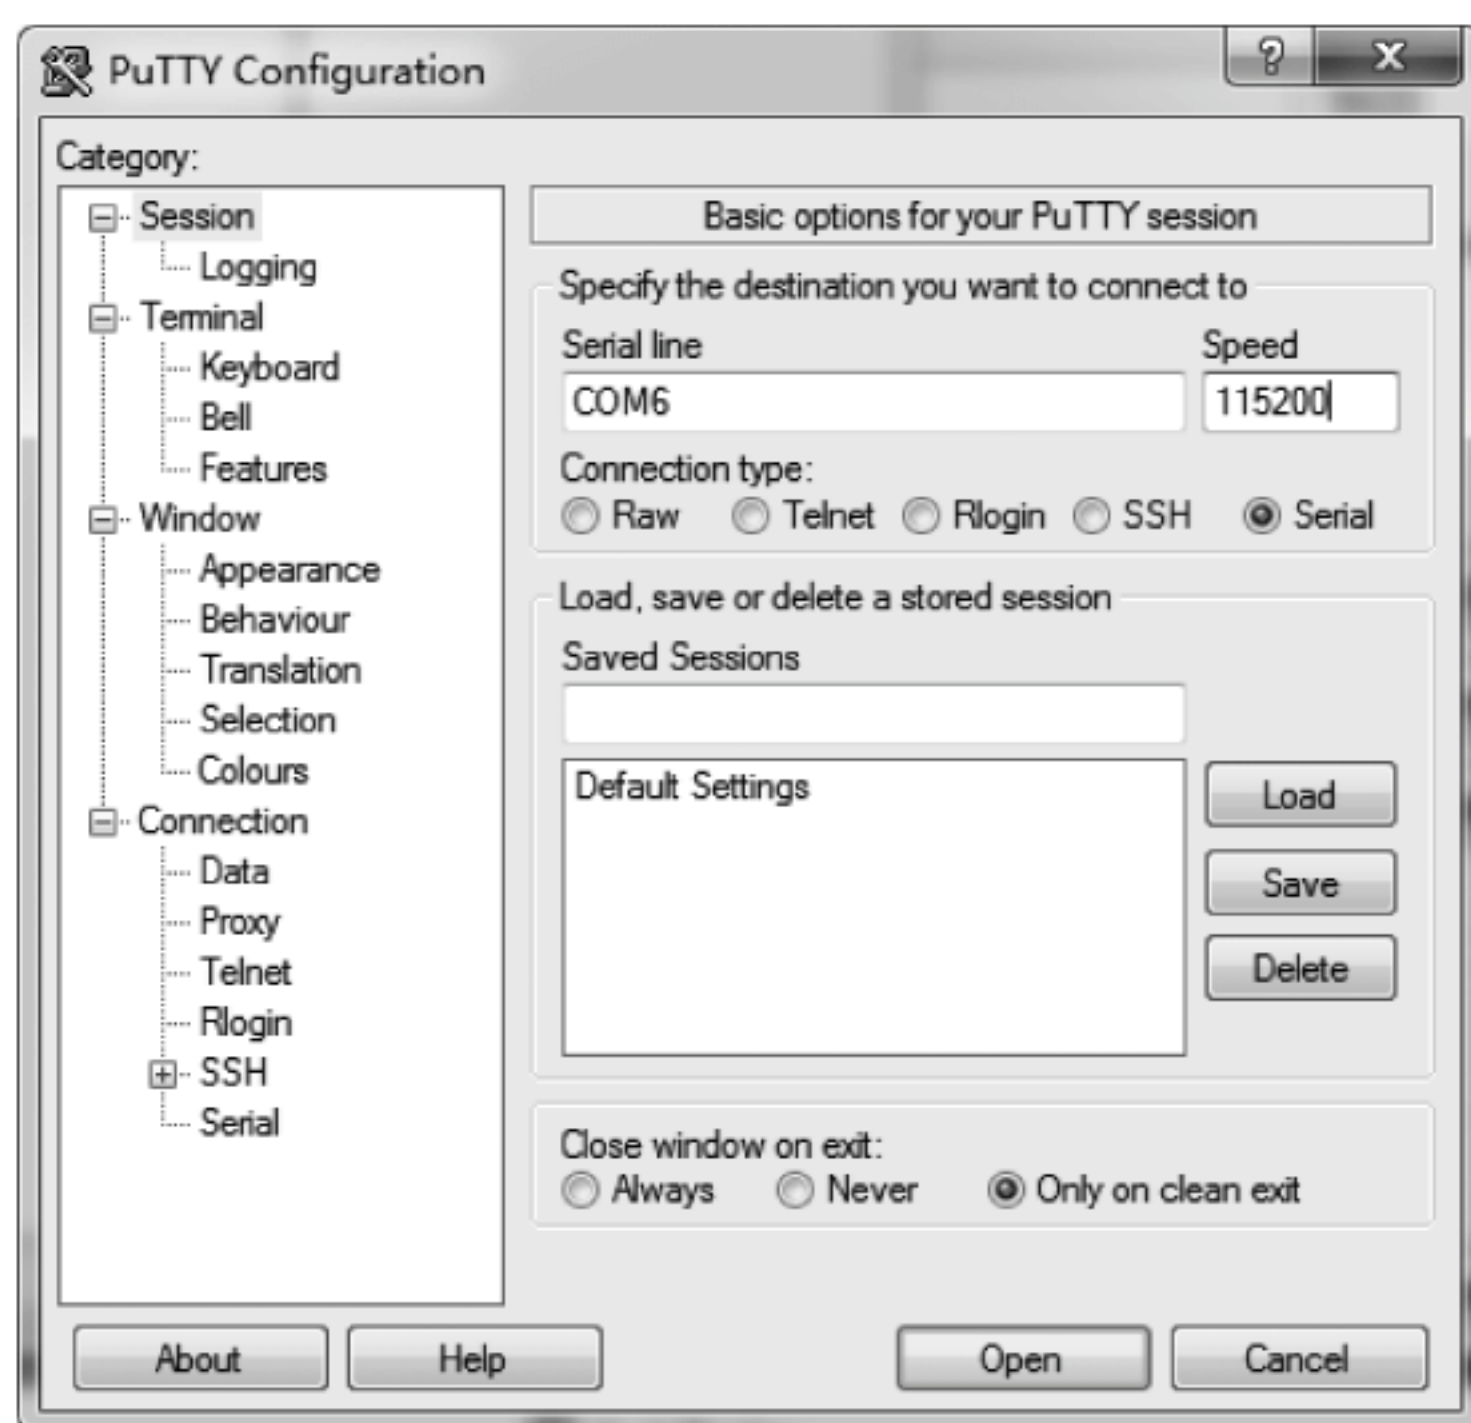 PuTTY Configuration
?
X
Category:
Session
Logging
Terminal
Keyboard
Bell
Features
Window
Appearance
Behaviour
Translation
Selection
Colours
Connection
Data
Proxy
Telnet
Rlogin
SSH
Serial
Basic options for your PuTTY session
Specify the destination you want to connect to
Serial line Speed
COM6 115200
Connection type:
Raw Telnet Rlogin SSH Serial
Load, save or delete a stored session
Saved Sessions
Default Settings
Load
Save
Delete
Close window on exit:
Always Never Only on clean exit
About Help Open Cancel